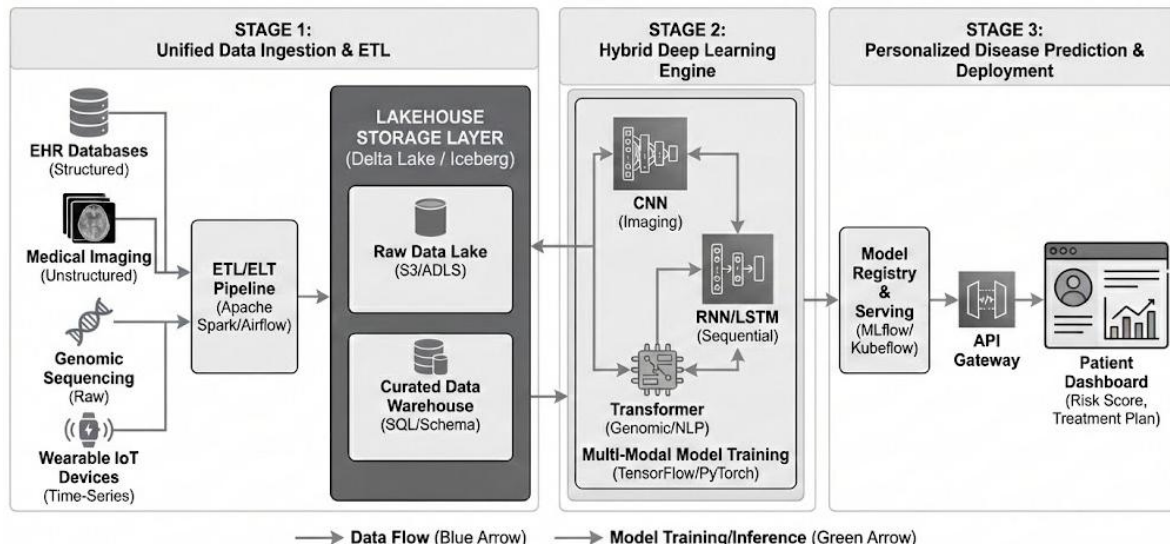 STAGE 1:
Unified Data Ingestion & ETL
EHR Databases
(Structured)
Medical Imaging
(Unstructured)
Genomic
Sequencing
(Raw)
Wearable IoT
Devices
(Time-Series)
ETL/ELT
Pipeline
(Apache
Spark/Airflow)
LAKEHOUSE
STORAGE LAYER
(Delta Lake / Iceberg)
Raw Data Lake
(S3/ADLS)
Curated Data
Warehouse
(SQL/Schema)
STAGE 2:
Hybrid Deep Learning
Engine
CNN
(Imaging)
RNN/LSTM
(Sequential)
Transformer
(Genomic/NLP)
Multi-Modal Model Training
(TensorFlow/PyTorch)
STAGE 3:
Personalized Disease Prediction &
Deployment
Model
Registry
&
Serving
(MLflow/
Kubeflow)
</>
API
Gateway
Patient
Dashboard
(Risk Score,
Treatment Plan)
Data Flow (Blue Arrow)
Model Training/Inference (Green Arrow)